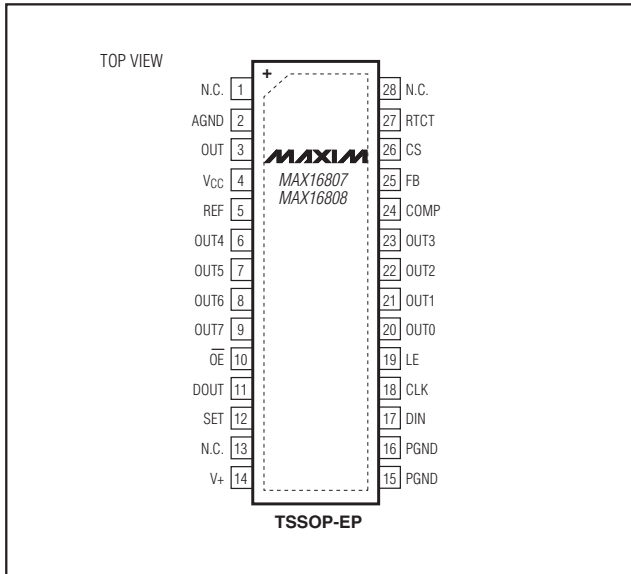 TOP VIEW
+
N.C. 1
AGND 2
OUT 3
VCC 4
REF 5
OUT4 6
OUT5 7
OUT6 8
OUT7 9
O̅E̅ 10
DOUT 11
SET 12
N.C. 13
V+ 14
MAXIM
MAX16807
MAX16808
28 N.C.
27 RTCT
26 CS
25 FB
24 COMP
23 OUT3
22 OUT2
21 OUT1
20 OUT0
19 LE
18 CLK
17 DIN
16 PGND
15 PGND
TSSOP-EP